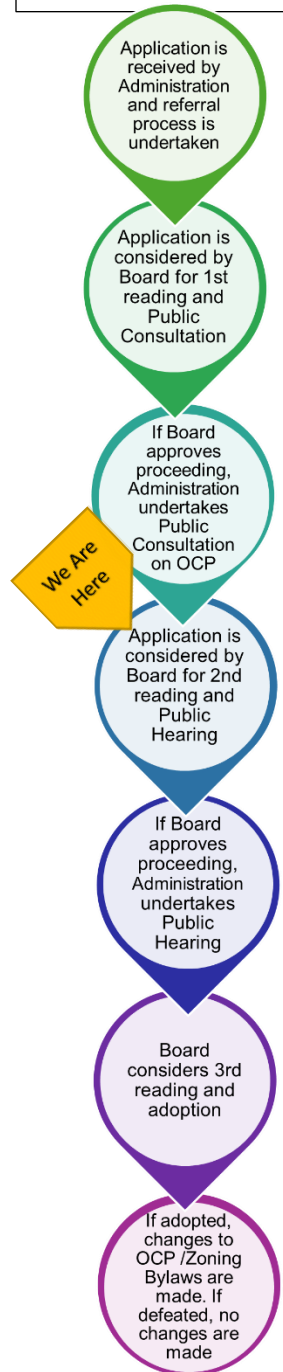 Application is
received by
Administration
and referral
process is
undertaken
Application is
considered by
Board for 1st
reading and
Public
Consultation
If Board
approves
proceeding,
Administration
undertakes
Public
Consultation
on OCP
We Are
Here
Application is
considered by
Board for 2nd
reading and
Public
Hearing
If Board
approves
proceeding,
Administration
undertakes
Public
Hearing
Board
considers 3rd
reading and
adoption
If adopted,
changes to
OCP /Zoning
Bylaws are
made. If
defeated, no
changes are
made